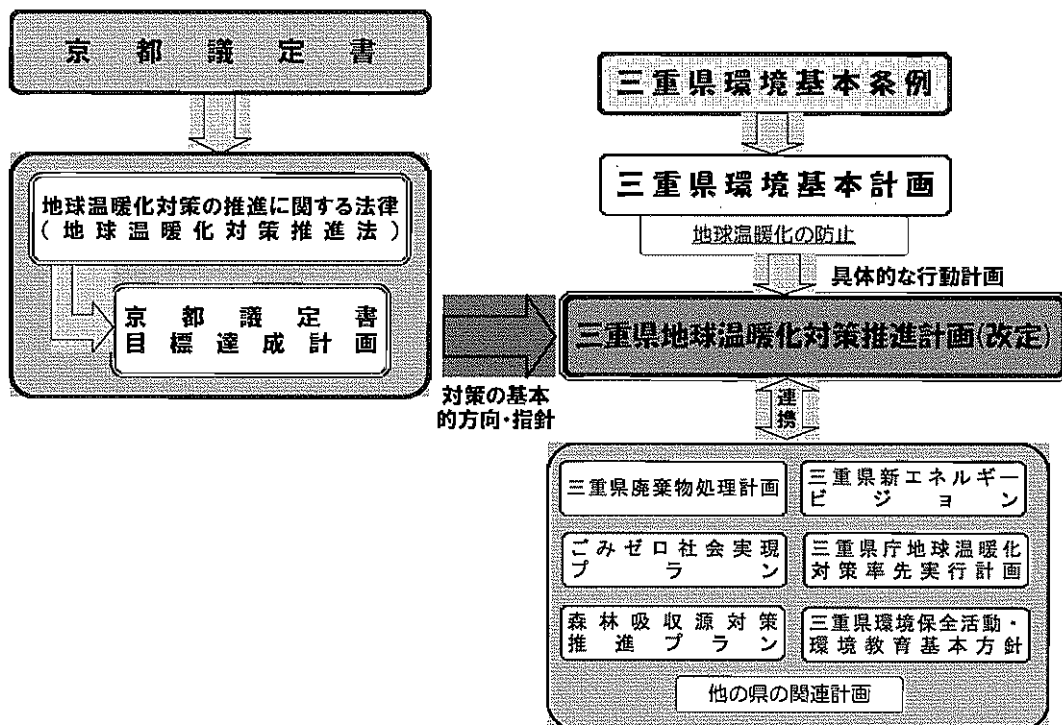 京都議定書
地球温暖化対策の推進に関する法律
(地球温暖化対策推進法)
京都議定書
目標達成計画
対策の基本
的方向・指針
三重県環境基本条例
三重県環境基本計画
地球温暖化の防止
具体的な行動計画
三重県地球温暖化対策推進計画(改定)
連携
三重県廃棄物処理計画
三重県新エネルギー
ビジョン
ごみゼロ社会実現
プラン
三重県庁地球温暖化
対策率先実行計画
森林吸収源対策
推進プラン
三重県環境保全活動・
環境教育基本方針
他の県の関連計画